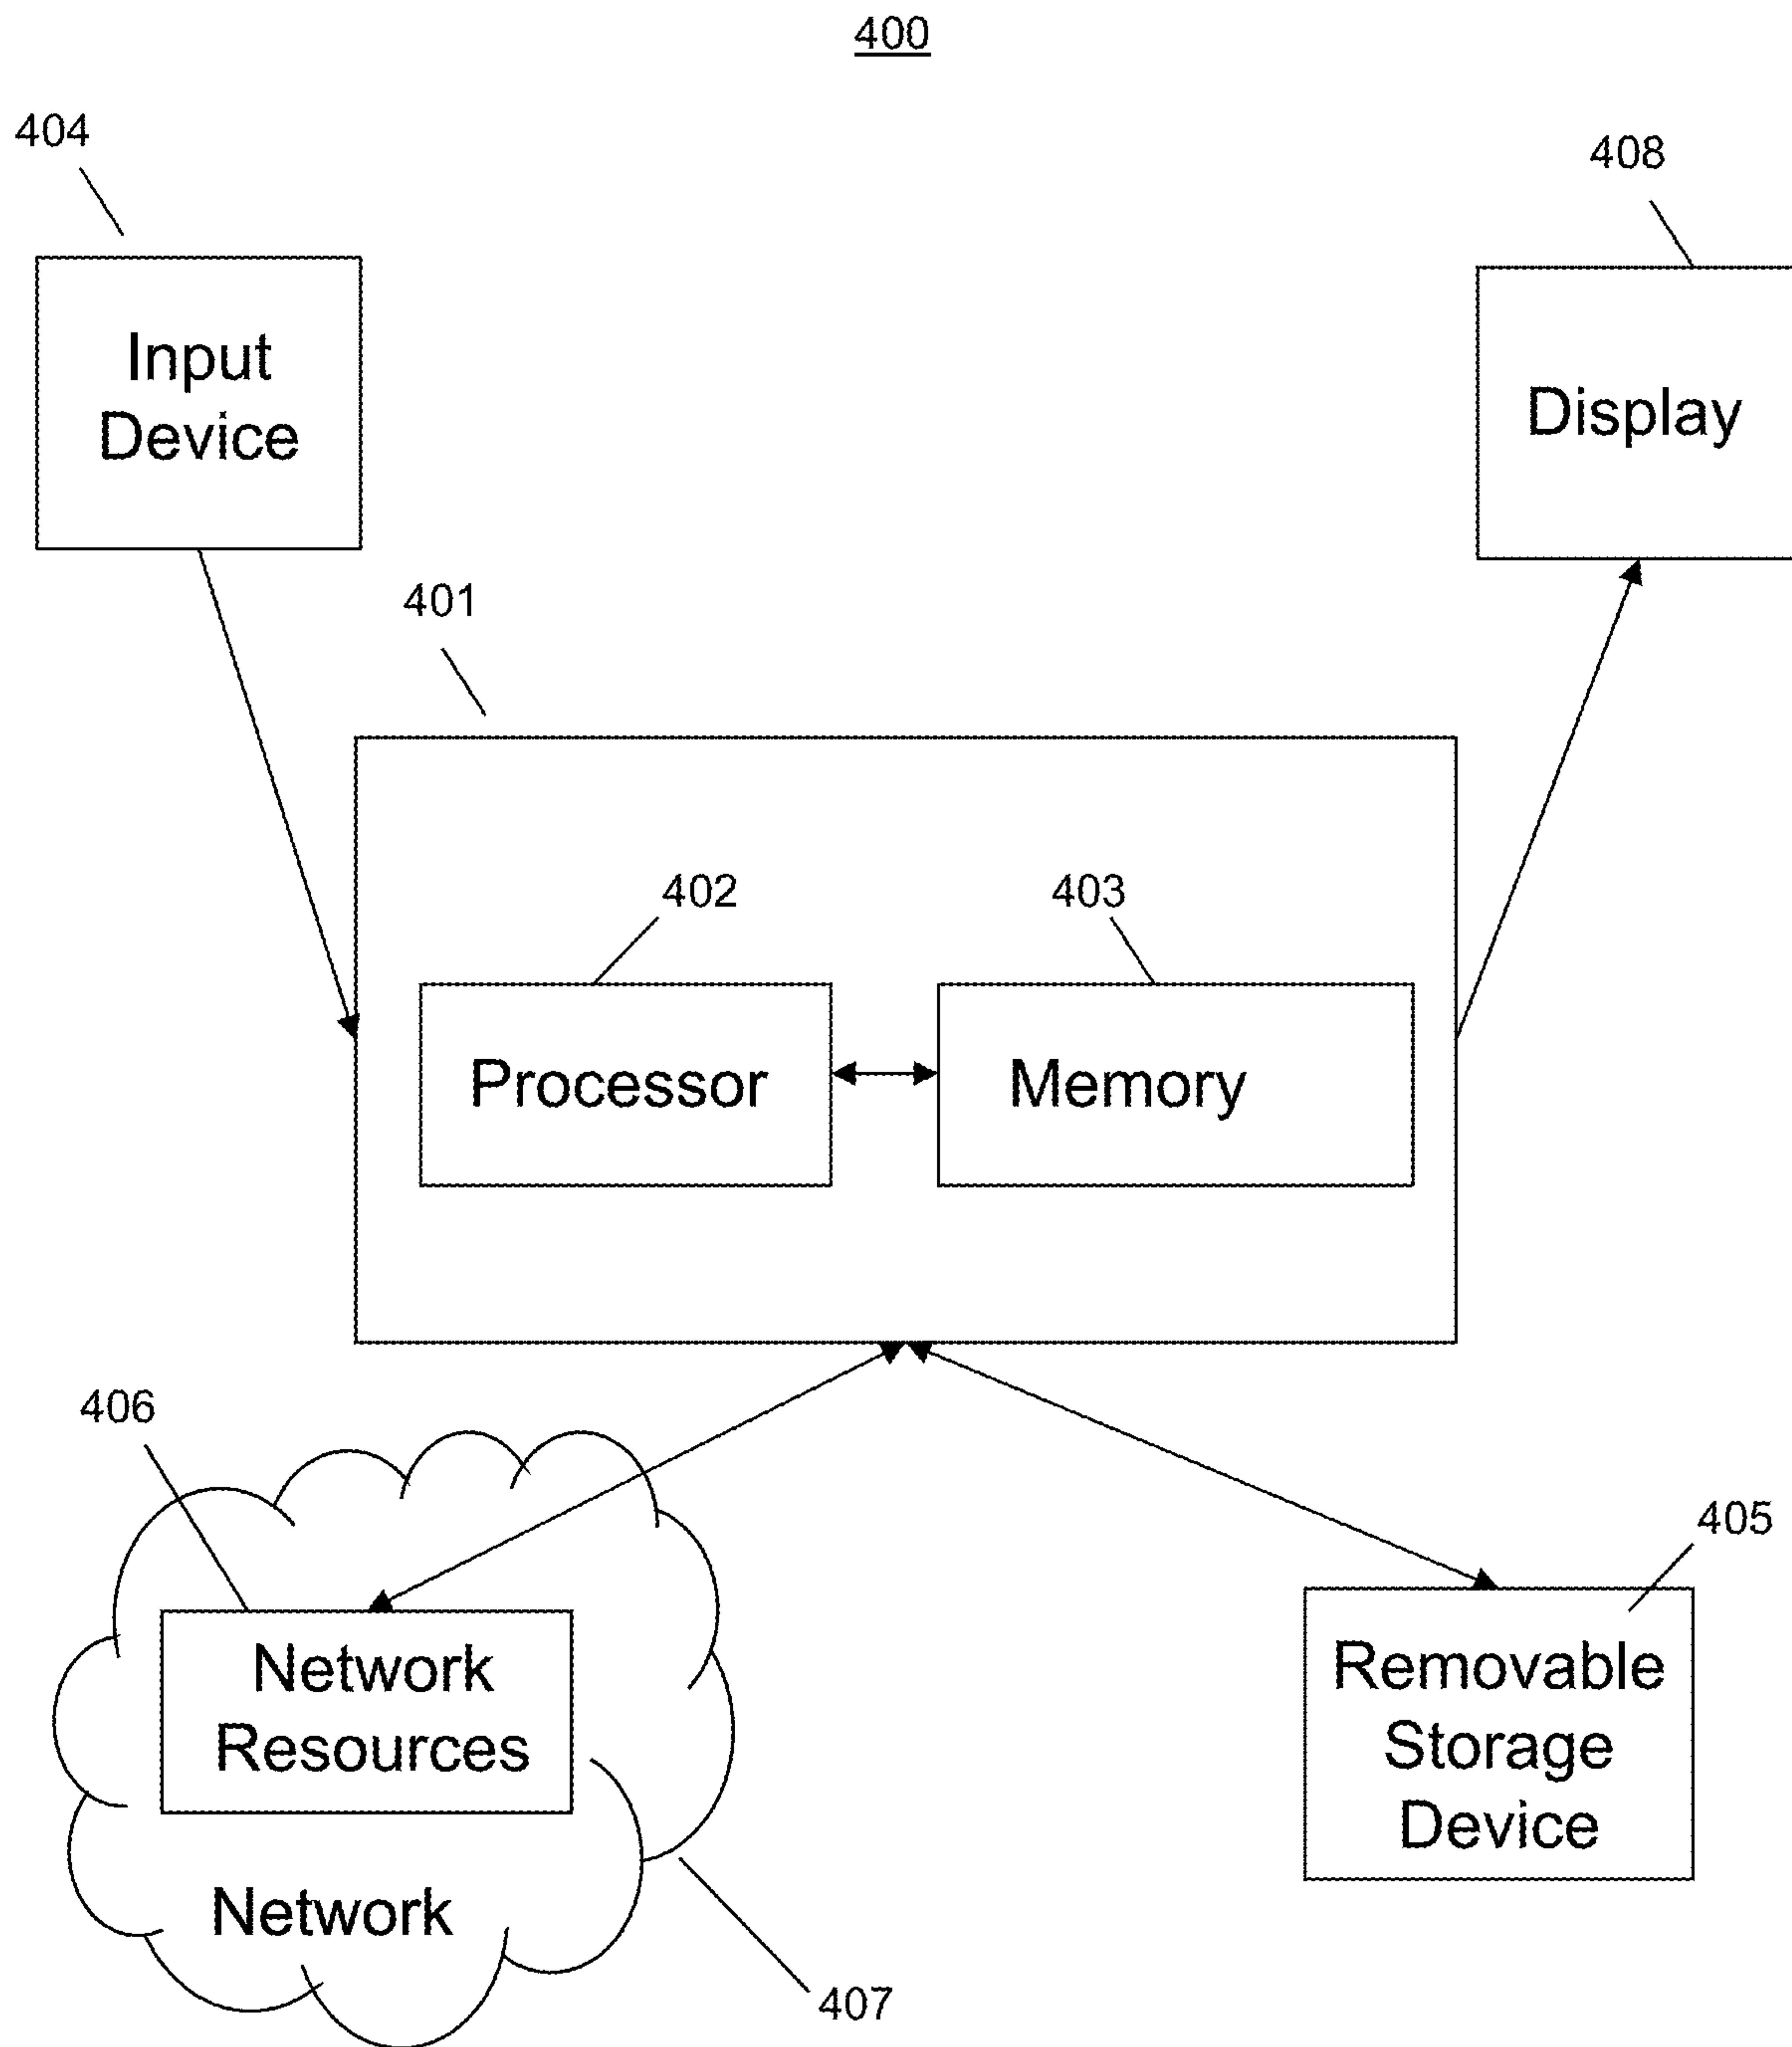 400
404
408
Input
Device
Display
401
402
403
Processor
Memory
406
405
Network
Resources
Removable
Storage
Device
Network
407